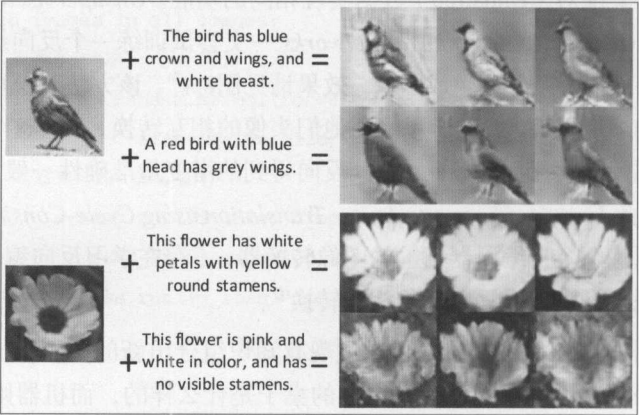 The bird has blue
crown and wings, and
white breast.
+ =
A red bird with blue
head has grey wings.
+ =
This flower has white
petals with yellow
round stamens.
+ =
This flower is pink and
white in color, and has
no visible stamens.
+ =